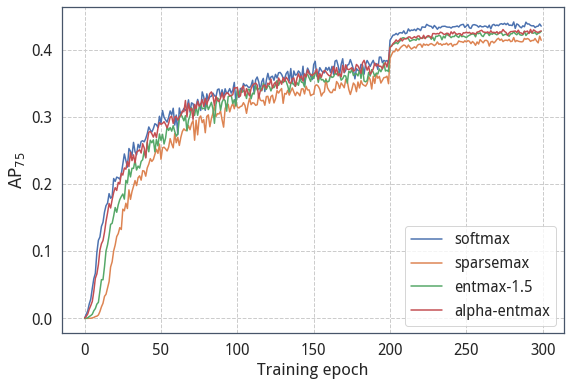 AP75
0.4
0.3
0.2
0.1
0.0
softmax
sparsemax
entmax-1.5
alpha-entmax
0 50 100 150 200 250 300
Training epoch